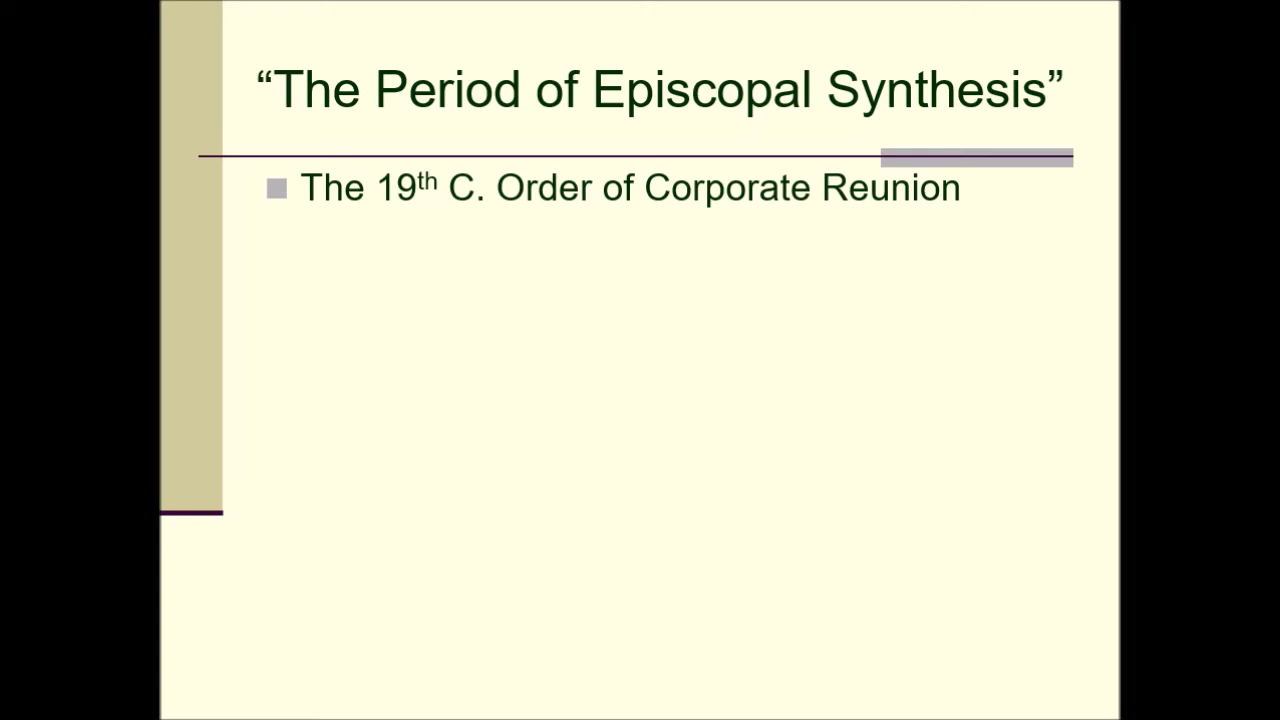 “The Period of Episcopal Synthesis”
The 19th C. Order of Corporate Reunion